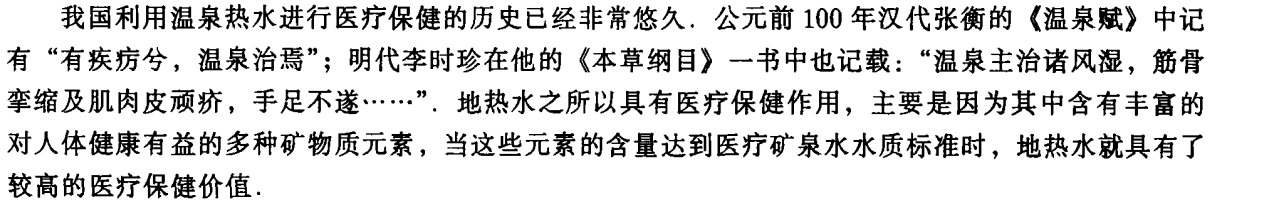 我国利用温泉热水进行医疗保健的历史已经非常悠久．公元前 100 年汉代张衡的《温泉赋》中记
有“有疾疠兮，温泉治焉”；明代李时珍在他的《本草纲目》一书中也记载：“温泉主治诸风湿，筋骨
挛缩及肌肉皮顽疥，手足不遂……”．地热水之所以具有医疗保健作用，主要是因为其中含有丰富的
对人体健康有益的多种矿物质元素，当这些元素的含量达到医疗矿泉水水质标准时，地热水就具有了
较高的医疗保健价值．